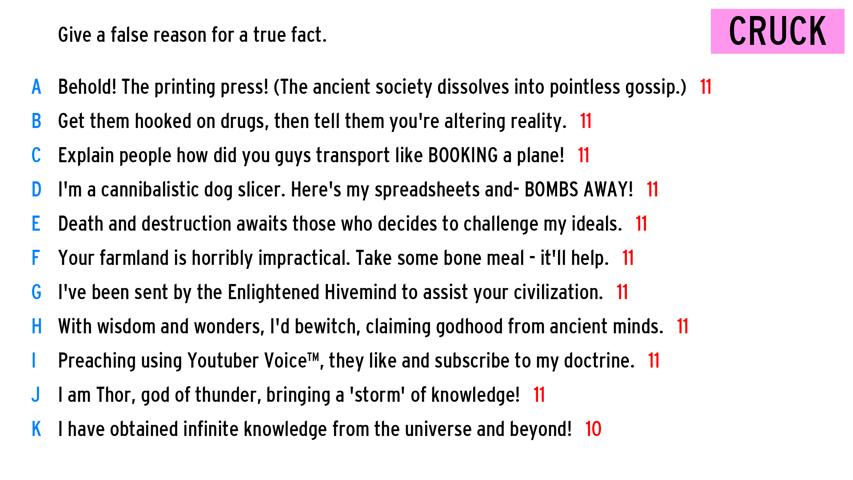 Give a false reason for a true fact.
CRUCK
A Behold! The printing press! (The ancient society dissolves into pointless gossip.) 11
B Get them hooked on drugs, then tell them you're altering reality. 11
C Explain people how did you guys transport like BOOKING a plane! 11
D I'm a cannibalistic dog slicer. Here's my spreadsheets and- BOMBS AWAY! 11
E Death and destruction awaits those who decides to challenge my ideals. 11
F Your farmland is horribly impractical. Take some bone meal - it'll help. 11
G I've been sent by the Enlightened Hivemind to assist your civilization. 11
H With wisdom and wonders, I'd bewitch, claiming godhood from ancient minds. 11
I Preaching using Youtuber Voice™, they like and subscribe to my doctrine. 11
J I am Thor, god of thunder, bringing a 'storm' of knowledge! 11
K I have obtained infinite knowledge from the universe and beyond! 10